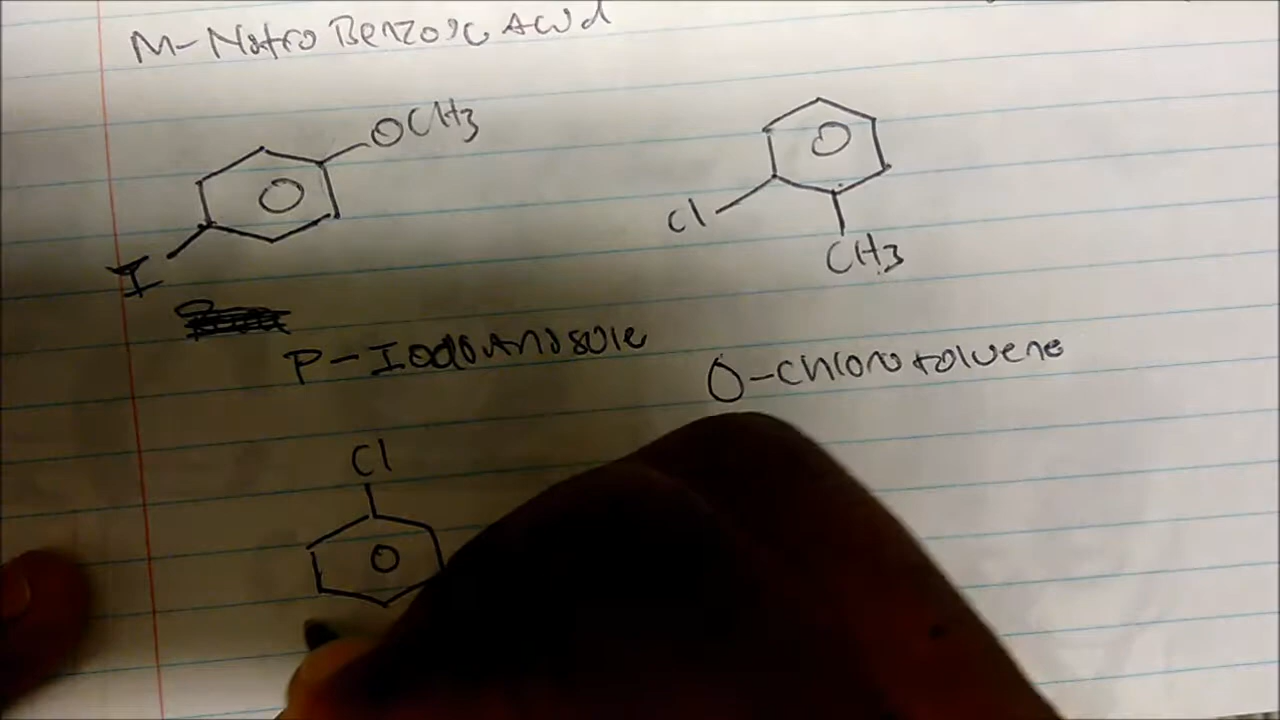 M-Nitro Benzoic Acid
OCH3
I
P-IodoAnisole
Cl
CH3
O-chlorotoluene
Cl